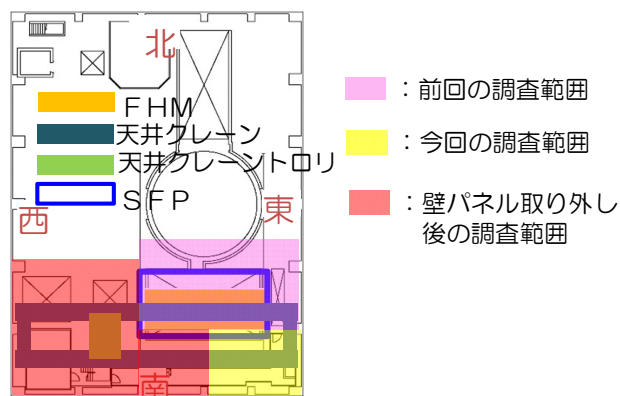 北
ＦＨＭ
天井クレーン
天井クレーントロリ
ＳＦＰ
西
東
南
：前回の調査範囲
：今回の調査範囲
：壁パネル取り外し
後の調査範囲